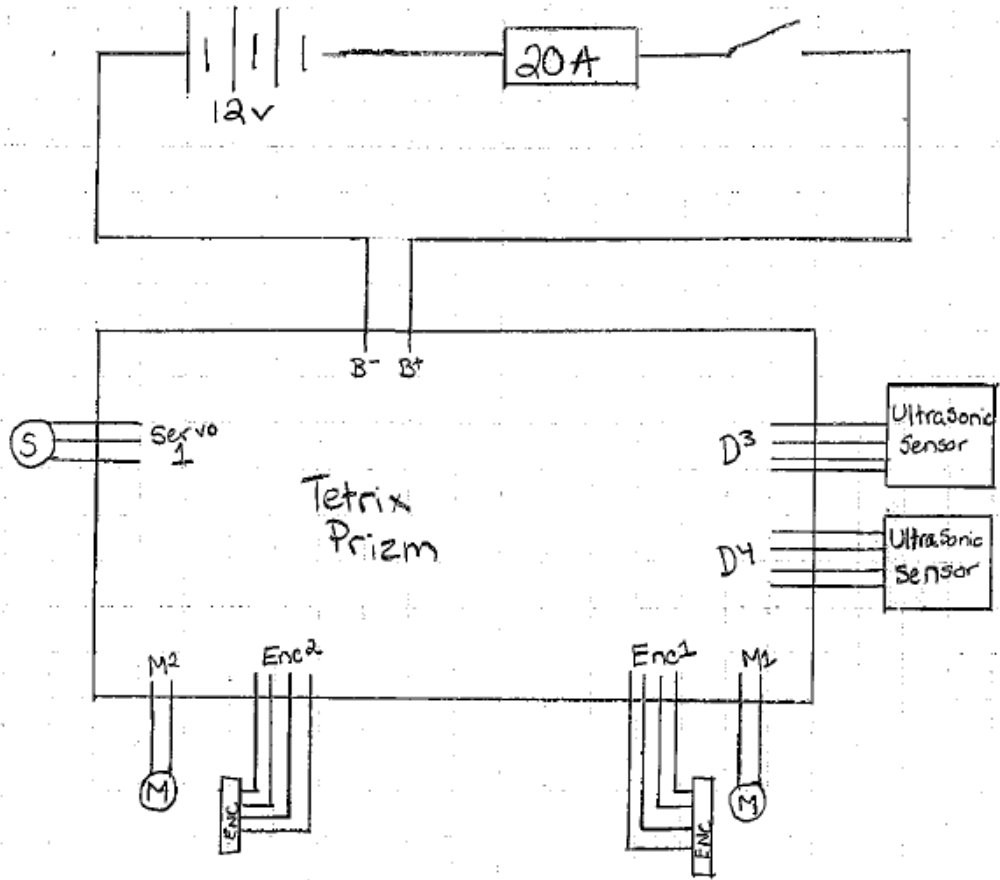 20A
12v
B- B+
Servo
1
S
D3
Ultrasonic
Sensor
Tetrix
Prizm
D4
Ultrasonic
Sensor
M2
Enc2
Enc1
M1
M
ENC
ENC
M